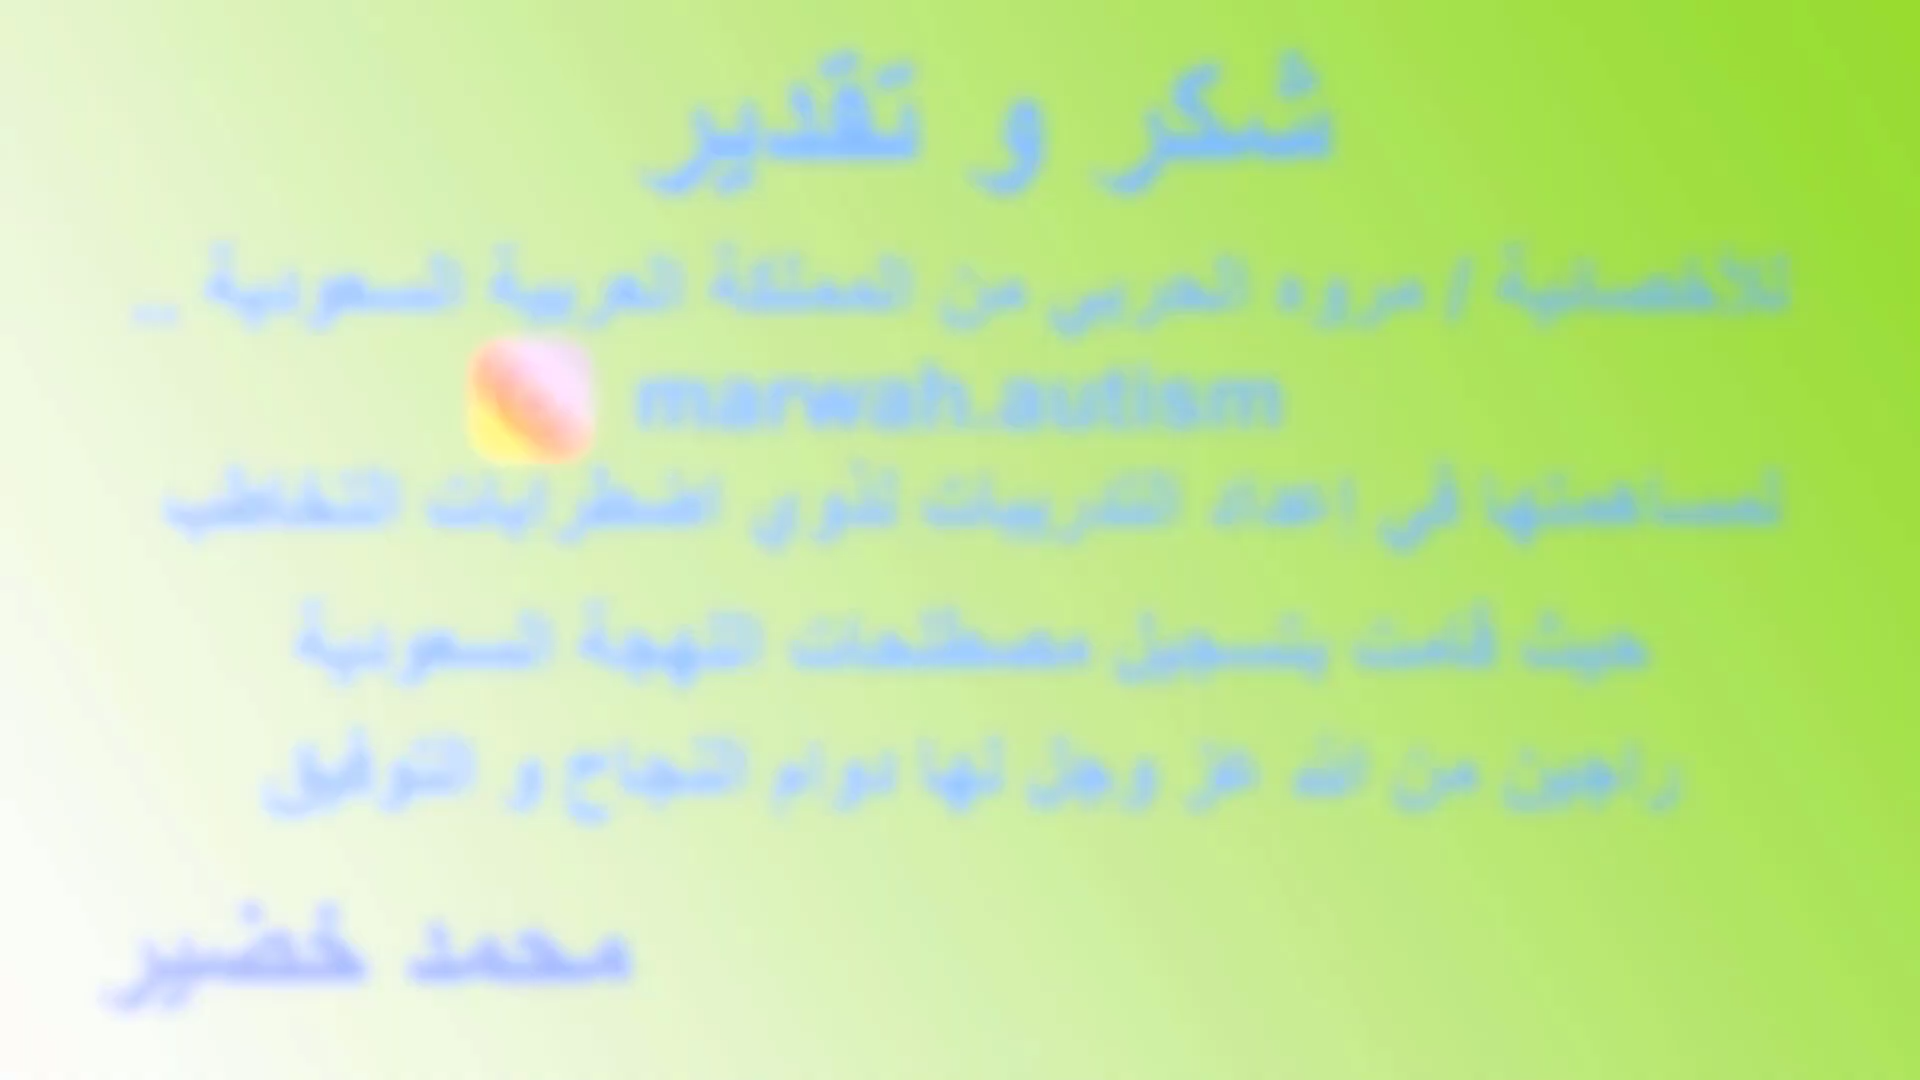 شكر و تقدير
للأخصائية / مروه الحربي من المملكة العربية السعودية ..
marwah.autism
لمساهمتها في إعداد التدريبات لذوي اضطرابات التخاطب
حيث قامت بتسجيل مصطلحات اللهجة السعودية
راجين من الله عز وجل لها دوام النجاح و التوفيق
محمد خضير